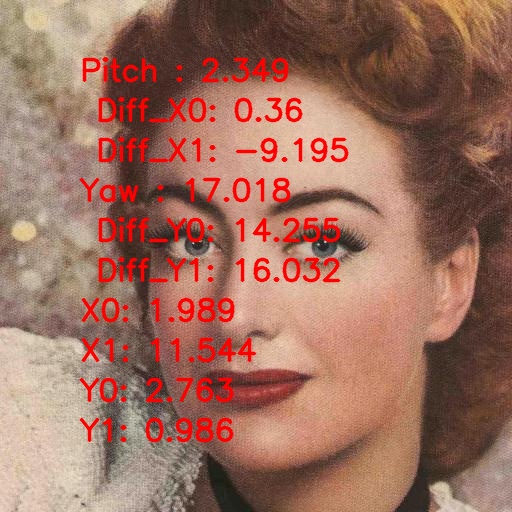 Pitch : 2.349
Diff_X0: 0.36
Diff_X1: -9.195
Yaw : 17.018
Diff_Y0: 14.255
Diff_Y1: 16.032
X0: 1.989
X1: 11.544
Y0: 2.763
Y1: 0.986